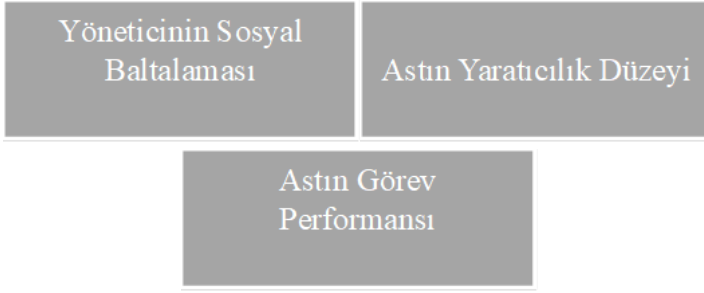 Yöneticinin Sosyal
Baltalaması
Astın Yaratıcılık Düzeyi
Astın Görev
Performansı